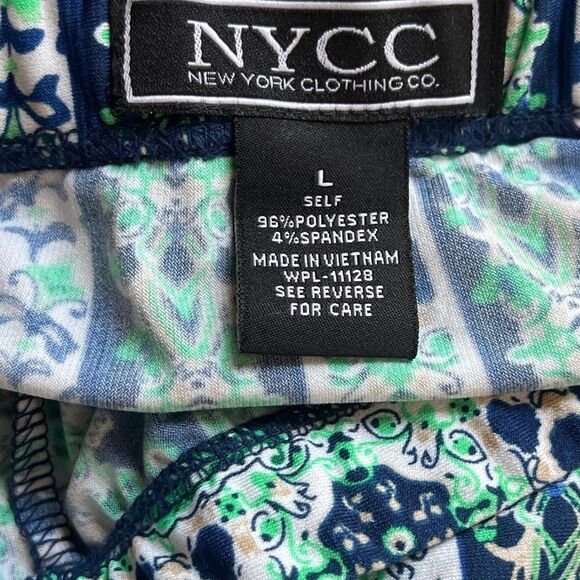 NYCC
NEW YORK CLOTHING CO.
L
SELF
96%POLYESTER
4%SPANDEX
MADE IN VIETNAM
WPL-11128
SEE REVERSE
FOR CARE